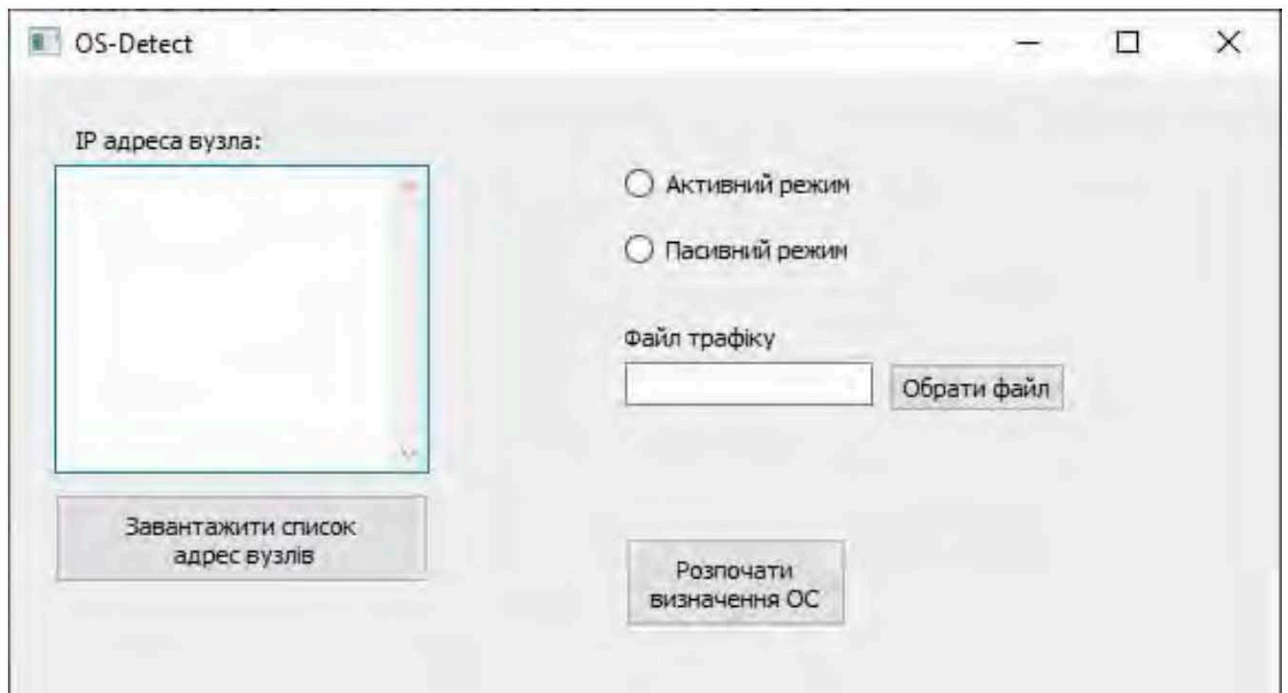 OS-Detect
IP адреса вузла:
Активний режим
Пасивний режим
Файл трафіку
Обрати файл
Завантажити список
адрес вузлів
Розпочати
визначення ОС